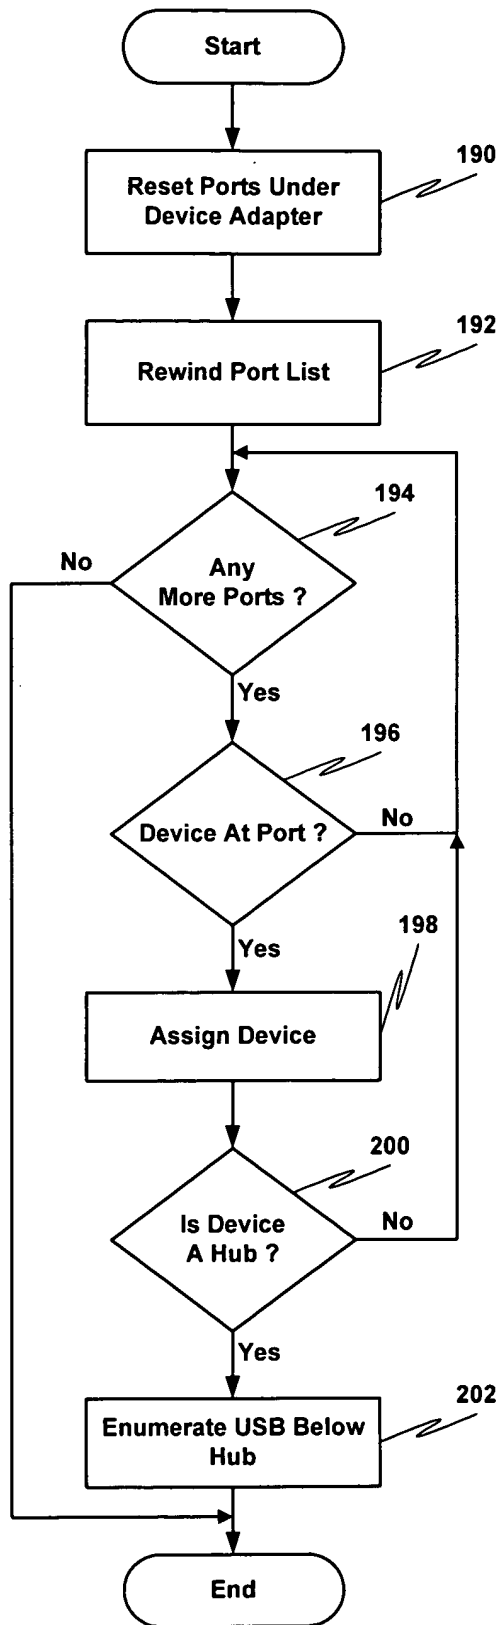 Start
190
Reset Ports Under
Device Adapter
192
Rewind Port List
194
No
Any
More Ports ?
Yes
196
Device At Port ?
No
Yes
198
Assign Device
200
Is Device
A Hub ?
No
Yes
202
Enumerate USB Below
Hub
End